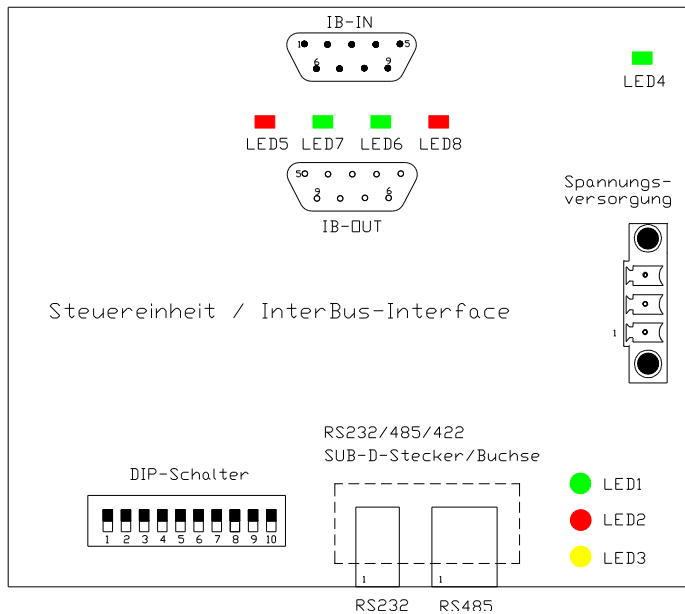 IB-IN
1 5
6 9
LED4
LED5 LED7 LED6 LED8
5
9 6
IB-OUT
Spannungs-
versorgung
Steuereinheit / InterBus-Interface
1
RS232/485/422
SUB-D-Stecker/Buchse
DIP-Schalter
LED1
LED2
LED3
1 2 3 4 5 6 7 8 9 10
1 1
RS232 RS485